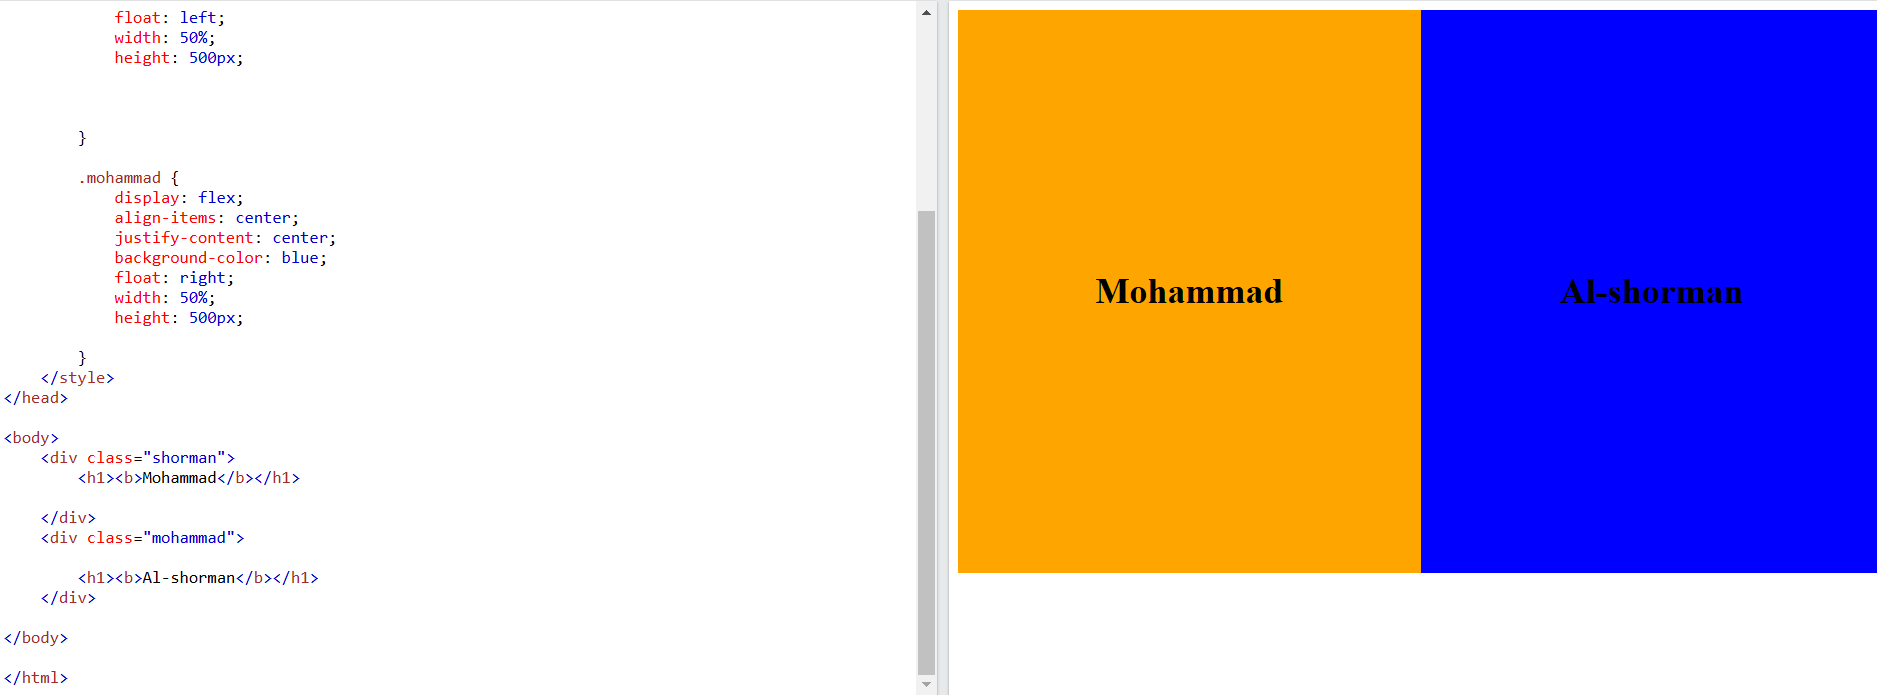 float: left;
width: 50%;
height: 500px;
}
.mohammad {
display: flex;
align-items: center;
justify-content: center;
background-color: blue;
float: right;
width: 50%;
height: 500px;
}
</style>
</head>
<body>
<div class="shorman">
<h1><b>Mohammad</b></h1>
</div>
<div class="mohammad">
<h1><b>Al-shorman</b></h1>
</div>
</body>
</html>
Mohammad
Al-shorman